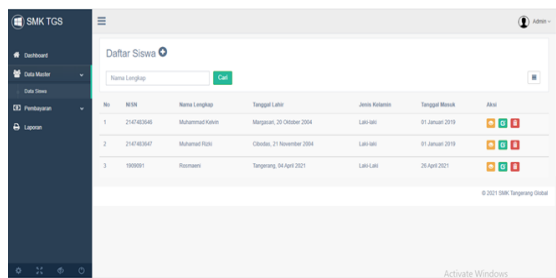 SMK TGS
Admin
Dashboard
Data Master
Data Siswa
Pembayaran
Laporan
Daftar Siswa
Nama Lengkap
Cari
No NISN Nama Lengkap Tanggal Lahir Jenis Kelamin Tanggal Masuk Aksi
1 2147483646 Muhammad Kelvin Margasari, 20 Oktober 2004 Laki-laki 01 Januari 2019
2 2147483647 Muhamad Rizki Cibodas, 21 November 2004 Laki-laki 01 Januari 2019
3 1909691 Rosmaeni Tangerang, 04 April 2021 Laki-Laki 26 April 2021
© 2021 SMK Tangerang Global
Activate Windows